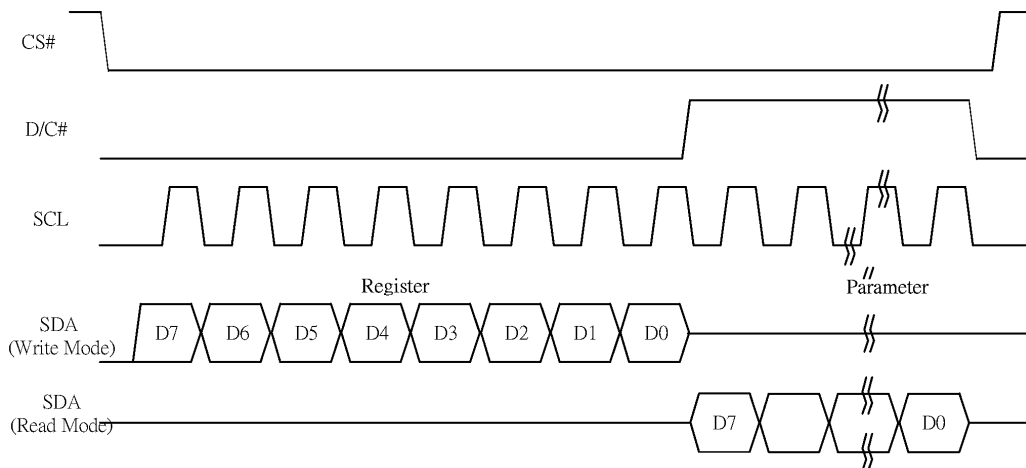 CS#
D/C#
SCL
Register
Parameter
SDA
(Write Mode)
D7 D6 D5 D4 D3 D2 D1 D0
SDA
(Read Mode)
D7 D0